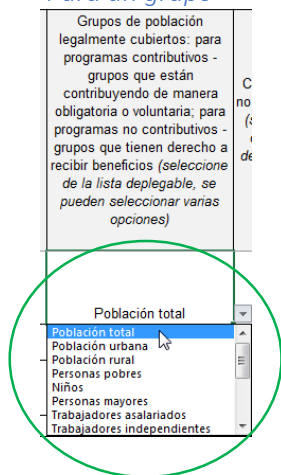 Para un grupo
Grupos de población
legalmente cubiertos: para
programas contributivos -
grupos que están
contribuyendo de manera
obligatoria o voluntaria; para
programas no contributivos -
grupos que tienen derecho a
recibir beneficios (seleccione
de la lista deplegable, se
pueden seleccionar varias
opciones)
Población total
Población total
Población urbana
Población rural
Personas pobres
Niños
Personas mayores
Trabajadores asalariados
Trabajadores independientes